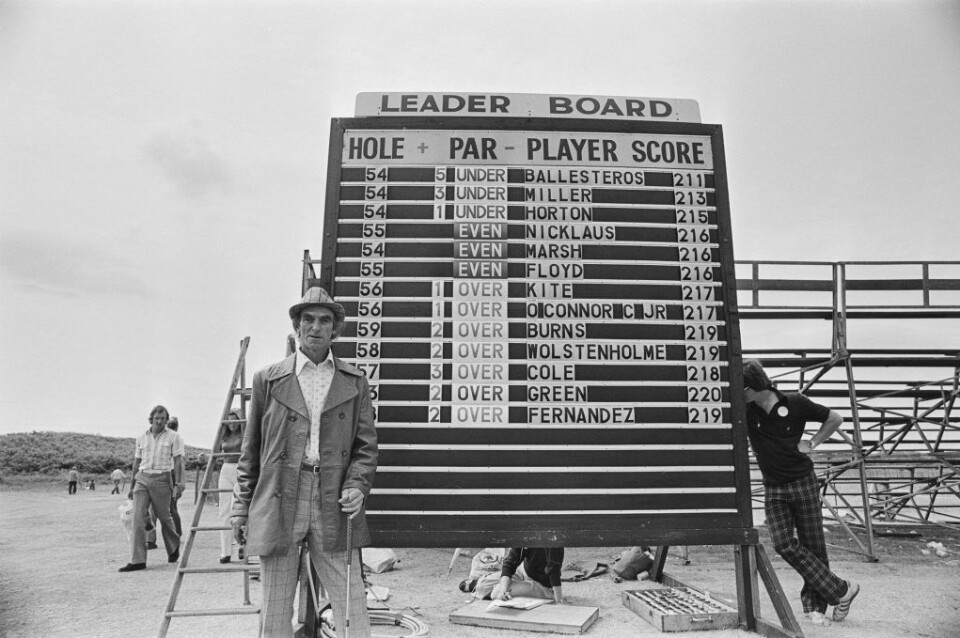 LEADER BOARD
HOLE + PAR - PLAYER SCORE
54 5 UNDER BALLESTEROS 211
54 3 UNDER MILLER 213
54 1 UNDER HORTON 215
55 EVEN NICKLAUS 216
54 EVEN MARSH 216
55 EVEN FLOYD 216
56 1 OVER KITE 217
56 1 OVER O'CONNOR C JR 217
59 2 OVER BURNS 219
58 2 OVER WOLSTENHOLME 219
57 3 OVER COLE 218
2 OVER GREEN 220
2 OVER FERNANDEZ 219